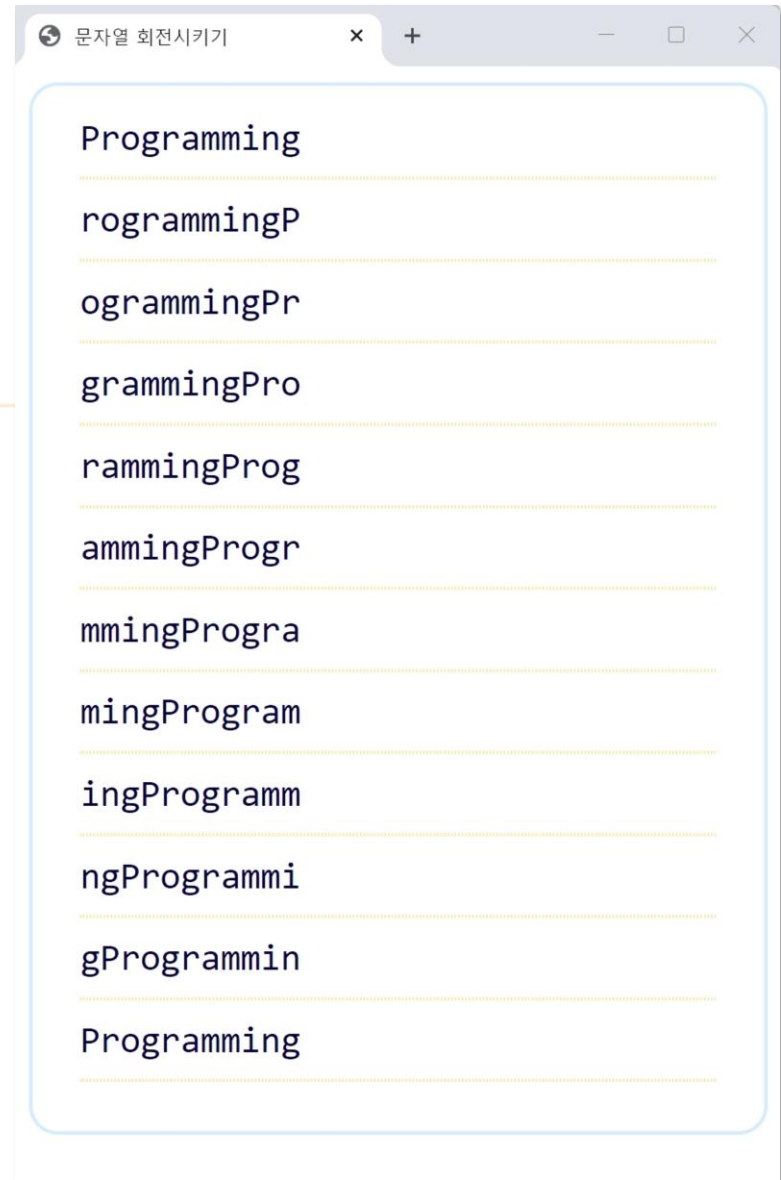 문자열 회전시키기
Programming
rogrammingP
ogrammingPr
grammingPro
rammingProg
ammingProgr
mmingProgra
mingProgram
ingProgramm
ngProgrammi
gProgrammin
Programming